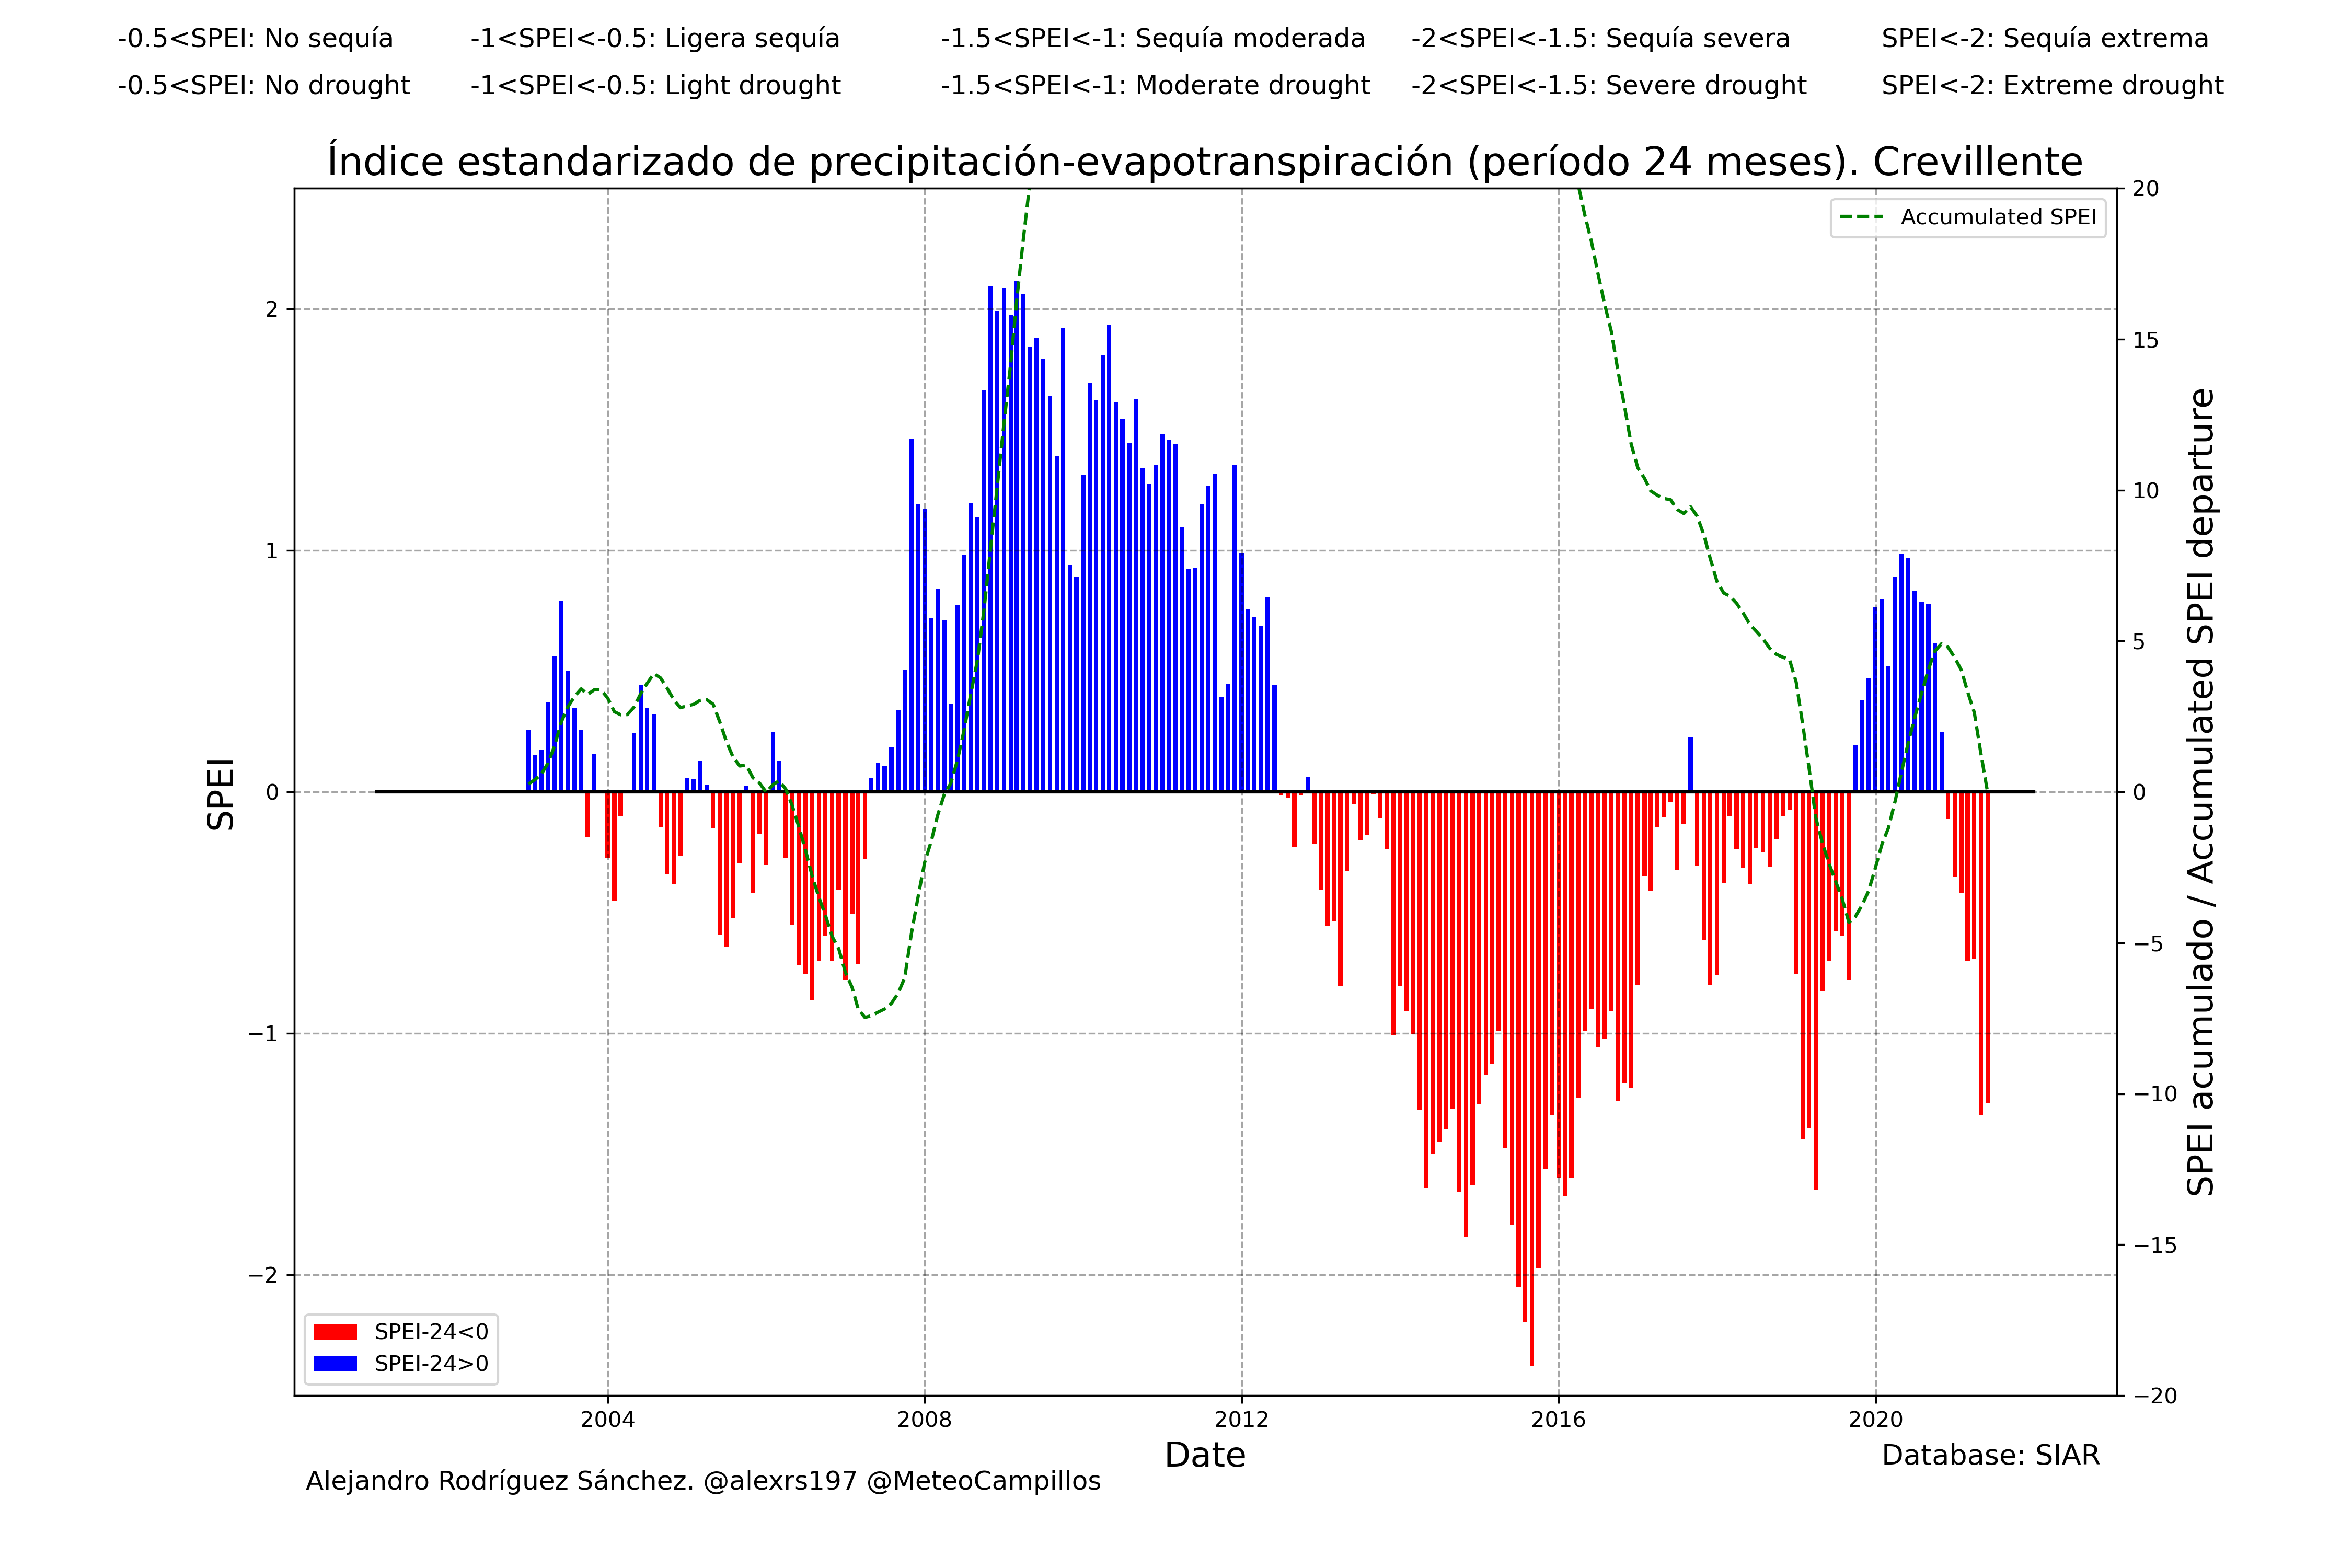 -0.5<SPEI: No sequía -1<SPEI<-0.5: Ligera sequía -1.5<SPEI<-1: Sequía moderada -2<SPEI<-1.5: Sequía severa SPEI<-2: Sequía extrema
-0.5<SPEI: No drought -1<SPEI<-0.5: Light drought -1.5<SPEI<-1: Moderate drought -2<SPEI<-1.5: Severe drought SPEI<-2: Extreme drought
Índice estandarizado de precipitación-evapotranspiración (período 24 meses). Crevillente
Accumulated SPEI
SPEI
2
1
0
−1
−2
20
15
10
5
0
−5
−10
−15
−20
SPEI acumulado / Accumulated SPEI departure
SPEI-24<0
SPEI-24>0
2004 2008 2012 2016 2020
Date
Database: SIAR
Alejandro Rodríguez Sánchez. @alexrs197 @MeteoCampillos